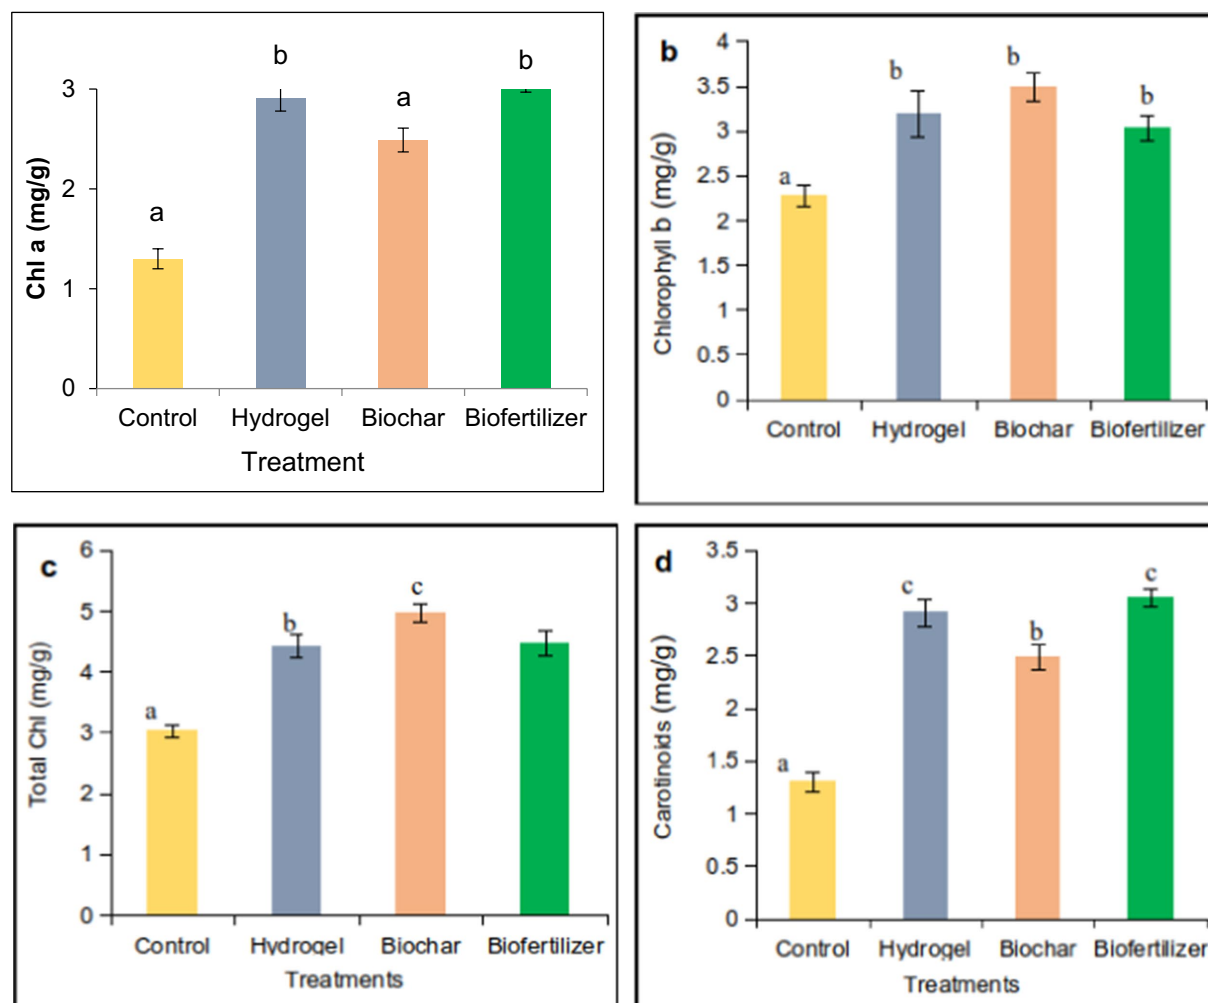 b
b
a
a
3
2
1
0
Chl a (mg/g)
Control Hydrogel Biochar Biofertilizer
Treatment
b
4
3.5
3
2.5
2
1.5
1
0.5
0
Chlorophyll b (mg/g)
a
b
b
b
Control Hydrogel Biochar Biofertilizer
c
6
5
4
3
2
1
0
Total Chl (mg/g)
a
b
c
Control Hydrogel Biochar Biofertilizer
Treatments
d
3.5
3
2.5
2
1.5
1
0.5
0
Carotinoids (mg/g)
a
c
b
c
Control Hydrogel Biochar Biofertilizer
Treatments